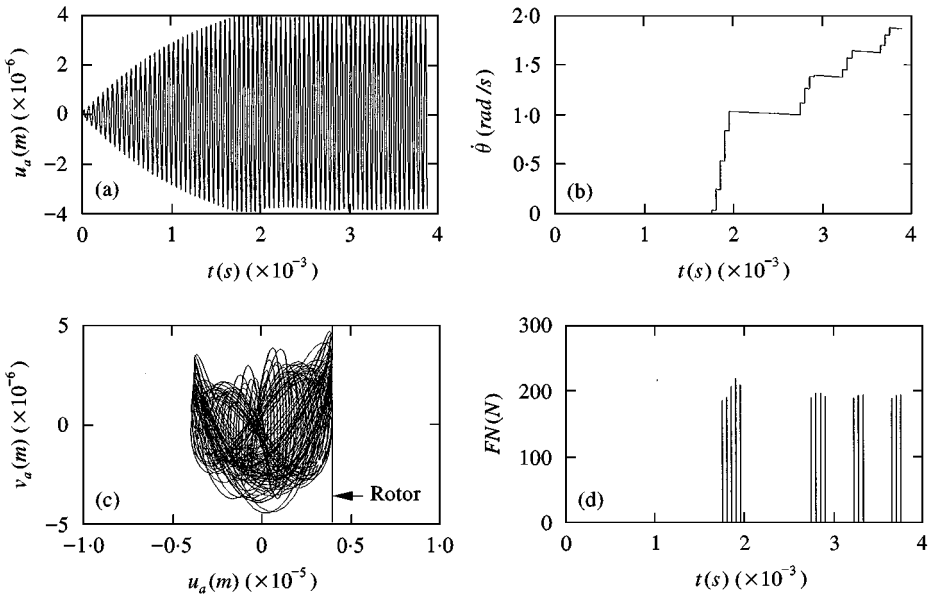 4
2
0
−2
−4
u_a(m) (×10⁻⁶)
(a)
0 1 2 3 4
t(s) (×10⁻³)
2·0
1·5
1·0
0·5
0
θ̇ (rad/s)
(b)
0 1 2 3 4
t(s) (×10⁻³)
5
0
−5
v_a(m) (×10⁻⁶)
(c)
Rotor
−1·0 −0·5 0 0·5 1·0
u_a(m) (×10⁻⁵)
300
200
100
0
FN(N)
(d)
0 1 2 3 4
t(s) (×10⁻³)